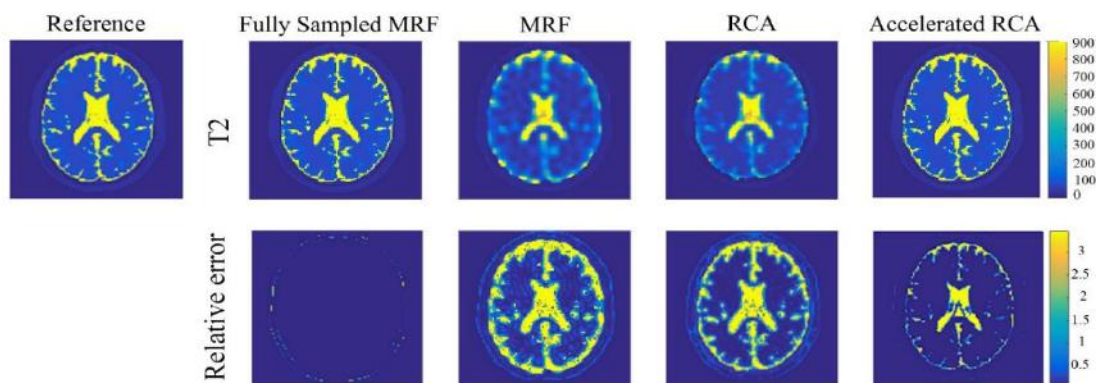 Reference
Fully Sampled MRF
MRF
RCA
Accelerated RCA
T2
900
800
700
600
500
400
300
200
100
0
Relative error
3
2.5
2
1.5
1
0.5